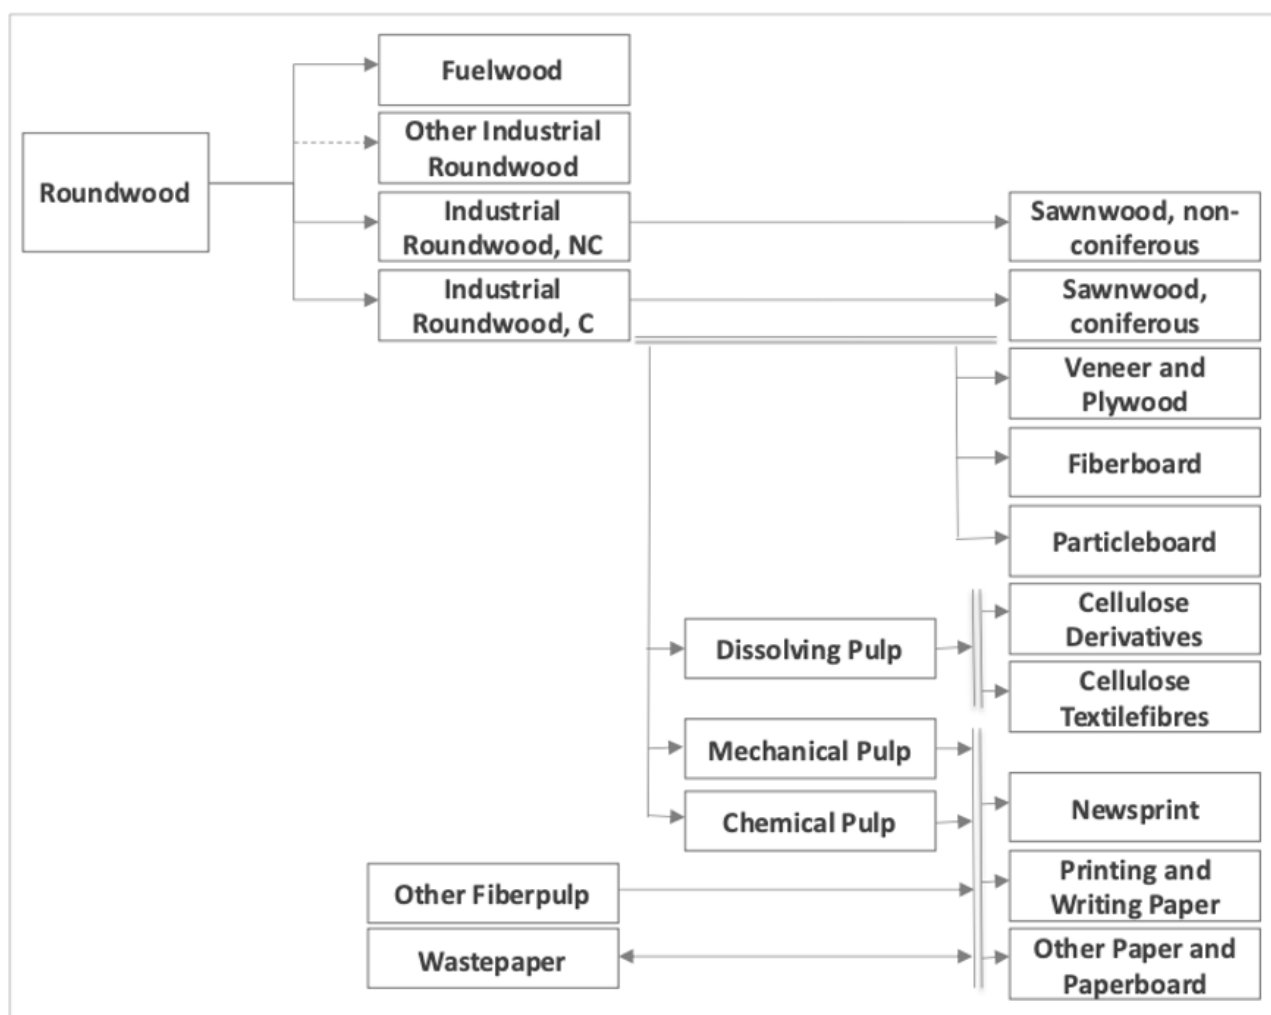 Fuelwood
Other Industrial
Roundwood
Roundwood
Industrial
Roundwood, NC
Sawnwood, non-
coniferous
Industrial
Roundwood, C
Sawnwood,
coniferous
Veneer and
Plywood
Fiberboard
Particleboard
Cellulose
Derivatives
Dissolving Pulp
Cellulose
Textilefibres
Mechanical Pulp
Newsprint
Chemical Pulp
Printing and
Writing Paper
Other Fiberpulp
Other Paper and
Paperboard
Wastepaper